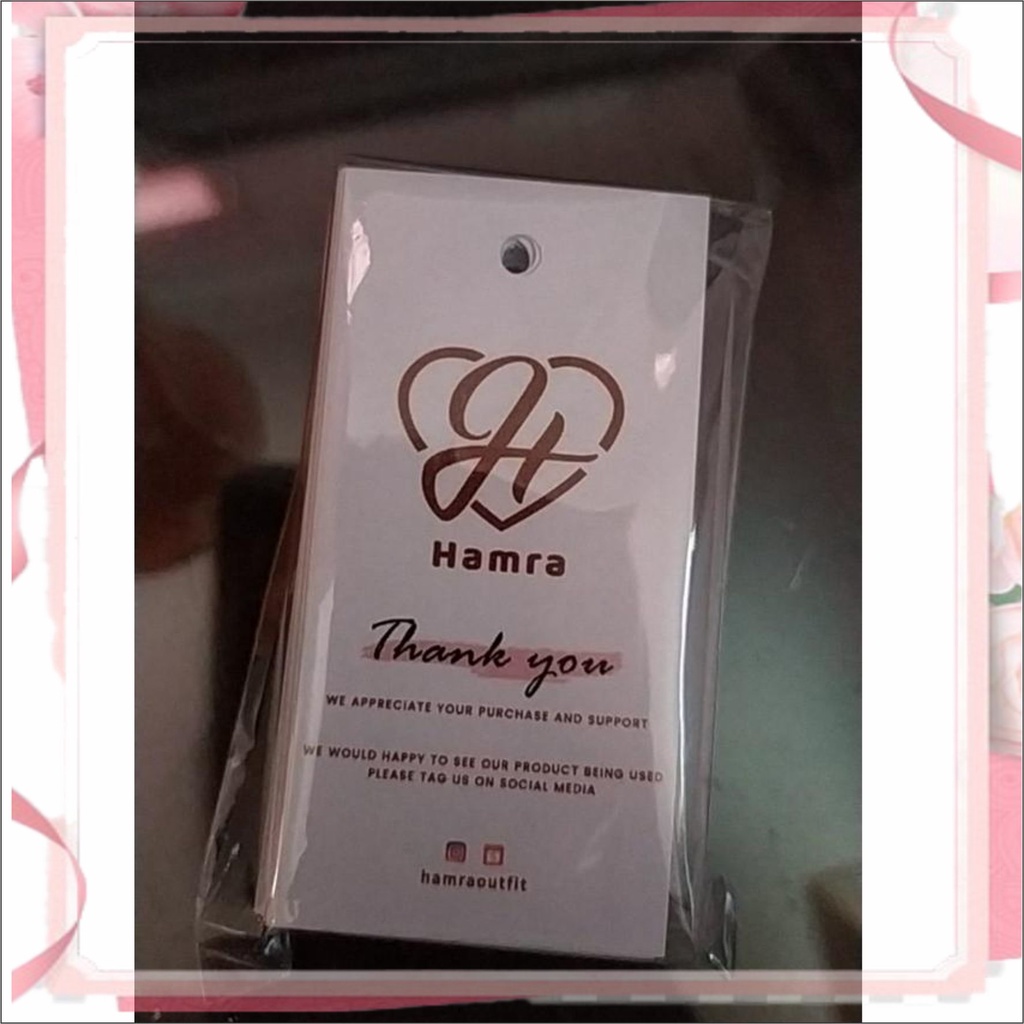 H
Hamra
Thank you
WE APPRECIATE YOUR PURCHASE AND SUPPORT
WE WOULD HAPPY TO SEE OUR PRODUCT BEING USED
PLEASE TAG US ON SOCIAL MEDIA
hamraoutfit